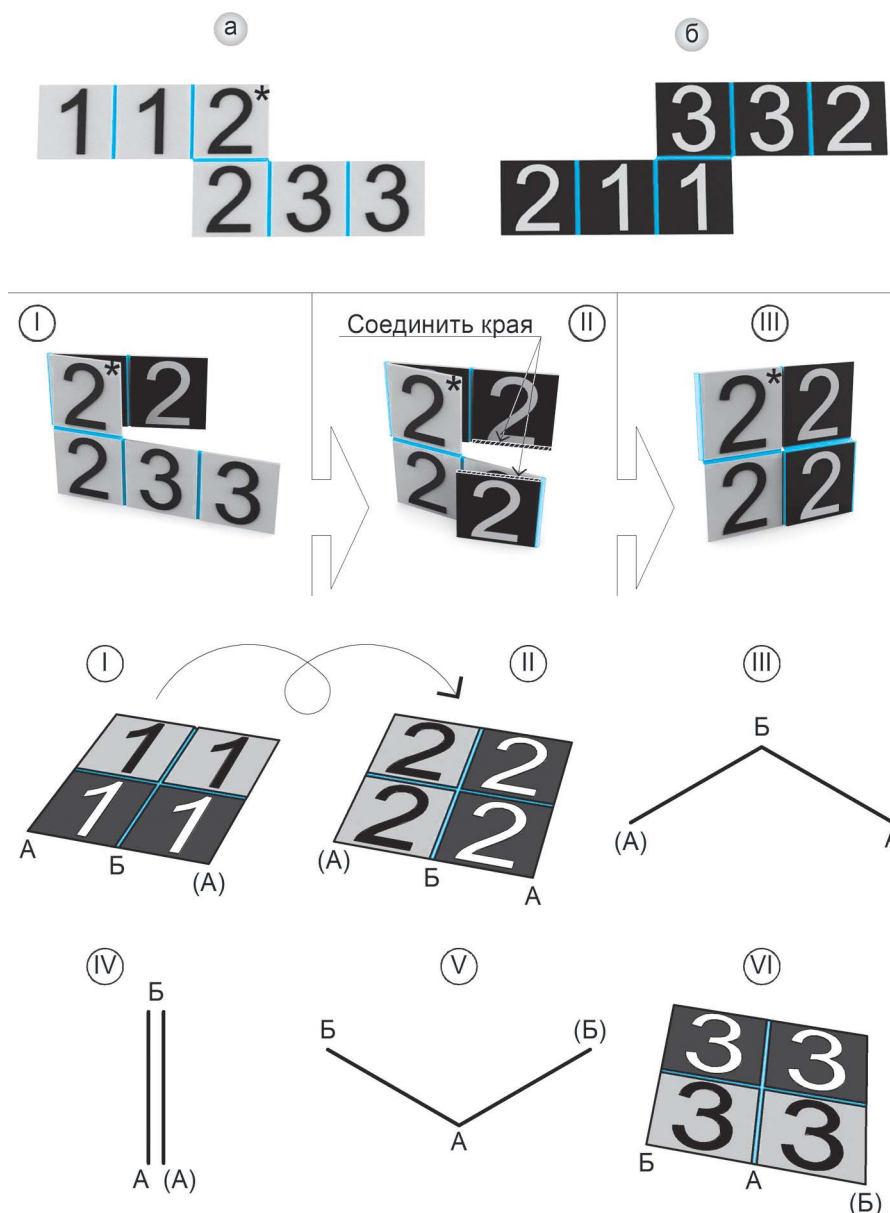 а б
1 1 2*
2 3 3
3 3 2
2 1 1
I II III
Соединить края
2* 2
2 3 3
2* 2
2 2
2* 2
2 2
I II III
1 1
1 1
А Б (А)
2 2
2 2
(А) Б А
Б
(А) А
IV V VI
Б
А (А)
Б (Б)
А
3 3
3 3
Б А (Б)